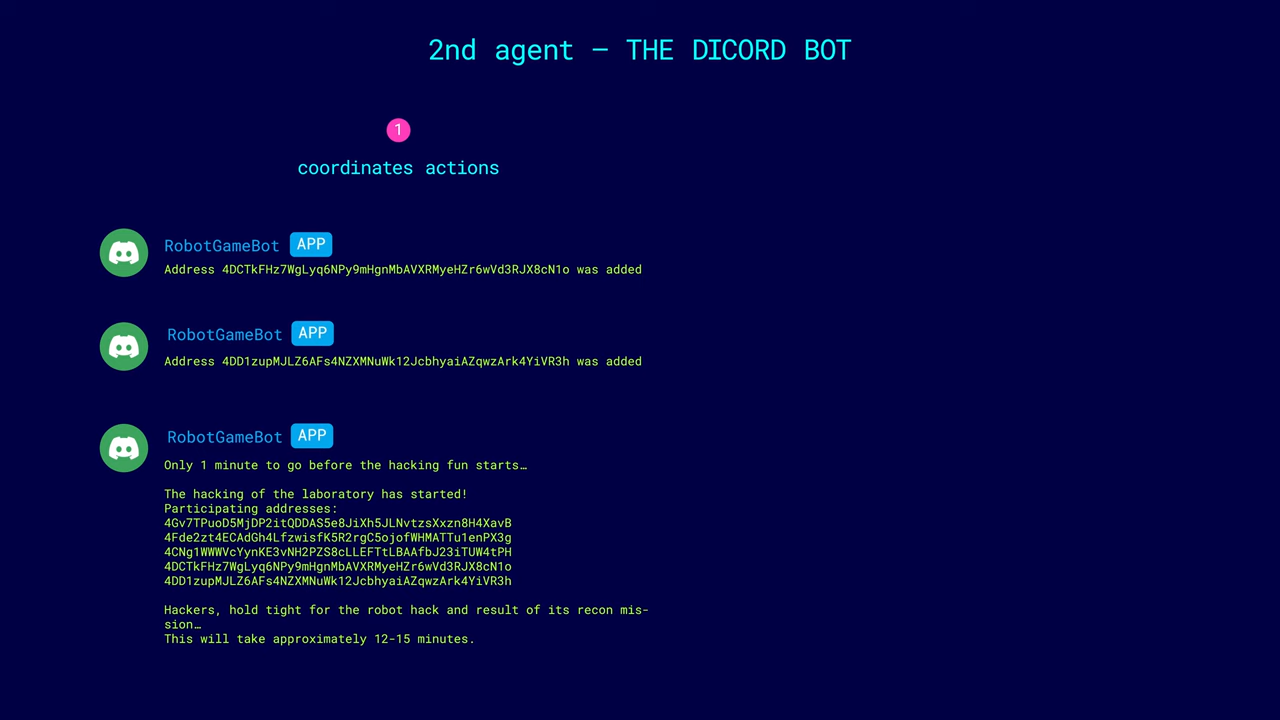 2nd agent – THE DICORD BOT
1
coordinates actions
RobotGameBot APP
Address 4DCTkFHz7WgLyq6NPy9mHgnMbAVXRMyeHZr6wVd3RJX8cN1o was added
RobotGameBot APP
Address 4DD1zupMJLZ6AFs4NZXMNuWk12JcbhyaiAZqwzArk4YiVR3h was added
RobotGameBot APP
Only 1 minute to go before the hacking fun starts…
The hacking of the laboratory has started!
Participating addresses:
4Gv7TPuoD5MjDP2itQDDAS5e8JiXh5JLNvtzsXxzn8H4XavB
4Fde2zt4ECAdGh4LfzwisfK5R2rgC5ojofWHMATTu1enPX3g
4CNg1WWWVcYynKE3vNH2PZS8cLLEFTtLBAAfbJ23iTUW4tPH
4DCTkFHz7WgLyq6NPy9mHgnMbAVXRMyeHZr6wVd3RJX8cN1o
4DD1zupMJLZ6AFs4NZXMNuWk12JcbhyaiAZqwzArk4YiVR3h
Hackers, hold tight for the robot hack and result of its recon mis-
sion…
This will take approximately 12-15 minutes.